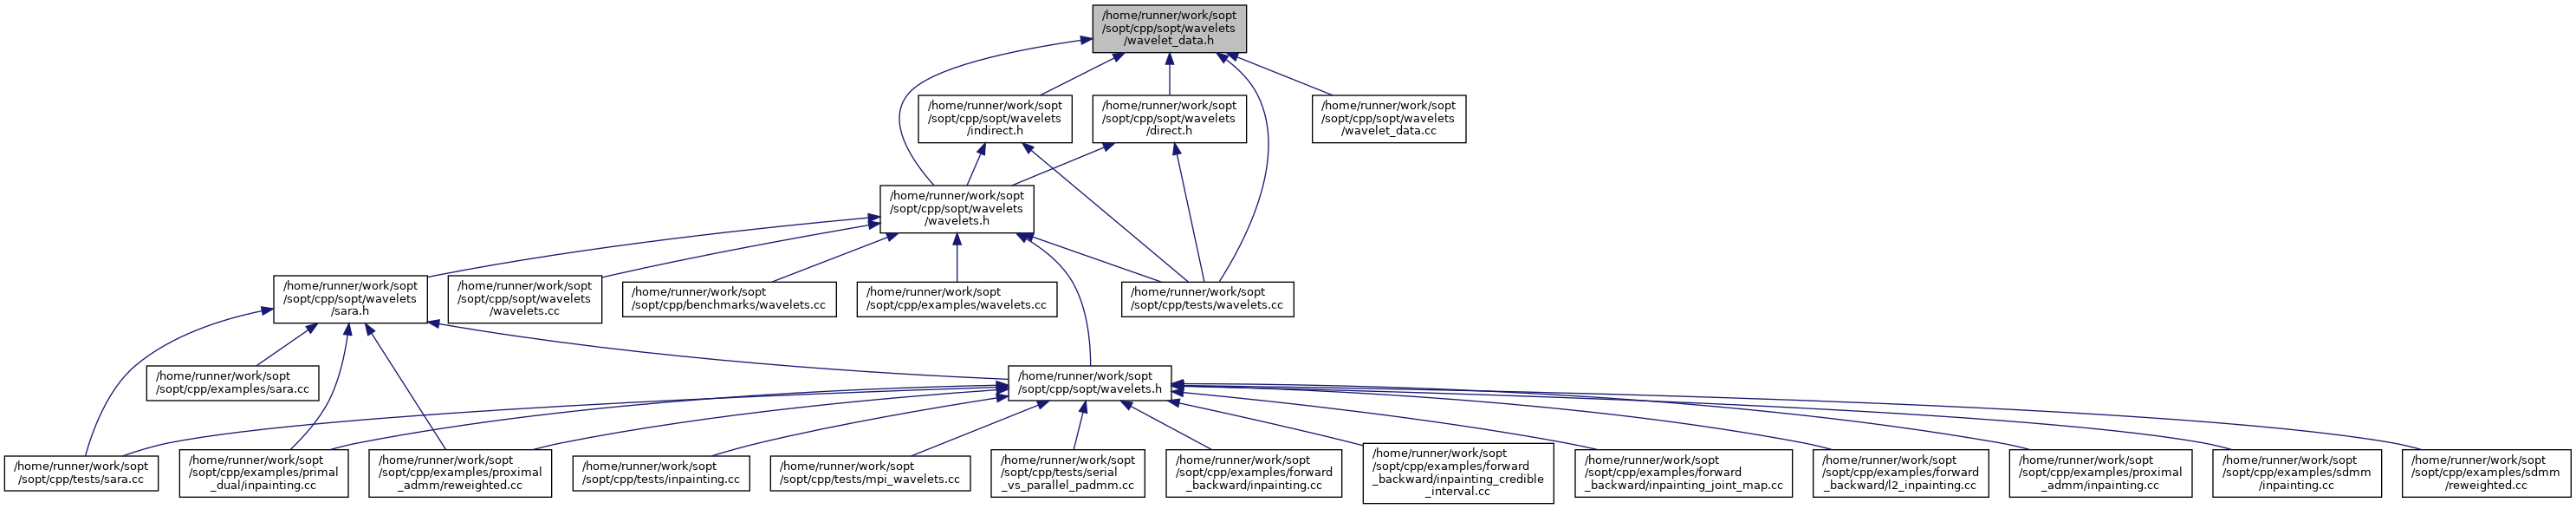 /home/runner/work/sopt
/sopt/cpp/sopt/wavelets
/wavelet_data.h
/home/runner/work/sopt
/sopt/cpp/sopt/wavelets
/indirect.h
/home/runner/work/sopt
/sopt/cpp/sopt/wavelets
/direct.h
/home/runner/work/sopt
/sopt/cpp/sopt/wavelets
/wavelet_data.cc
/home/runner/work/sopt
/sopt/cpp/sopt/wavelets
/wavelets.h
/home/runner/work/sopt
/sopt/cpp/sopt/wavelets
/sara.h
/home/runner/work/sopt
/sopt/cpp/sopt/wavelets
/wavelets.cc
/home/runner/work/sopt
/sopt/cpp/benchmarks/wavelets.cc
/home/runner/work/sopt
/sopt/cpp/examples/wavelets.cc
/home/runner/work/sopt
/sopt/cpp/tests/wavelets.cc
/home/runner/work/sopt
/sopt/cpp/examples/sara.cc
/home/runner/work/sopt
/sopt/cpp/sopt/wavelets.h
/home/runner/work/sopt
/sopt/cpp/tests/sara.cc
/home/runner/work/sopt
/sopt/cpp/examples/primal
_dual/inpainting.cc
/home/runner/work/sopt
/sopt/cpp/examples/proximal
_admm/reweighted.cc
/home/runner/work/sopt
/sopt/cpp/tests/inpainting.cc
/home/runner/work/sopt
/sopt/cpp/tests/mpi_wavelets.cc
/home/runner/work/sopt
/sopt/cpp/tests/serial
_vs_parallel_padmm.cc
/home/runner/work/sopt
/sopt/cpp/examples/forward
_backward/inpainting.cc
/home/runner/work/sopt
/sopt/cpp/examples/forward
_backward/inpainting_credible
_interval.cc
/home/runner/work/sopt
/sopt/cpp/examples/forward
_backward/inpainting_joint_map.cc
/home/runner/work/sopt
/sopt/cpp/examples/forward
_backward/l2_inpainting.cc
/home/runner/work/sopt
/sopt/cpp/examples/proximal
_admm/inpainting.cc
/home/runner/work/sopt
/sopt/cpp/examples/sdmm
/inpainting.cc
/home/runner/work/sopt
/sopt/cpp/examples/sdmm
/reweighted.cc